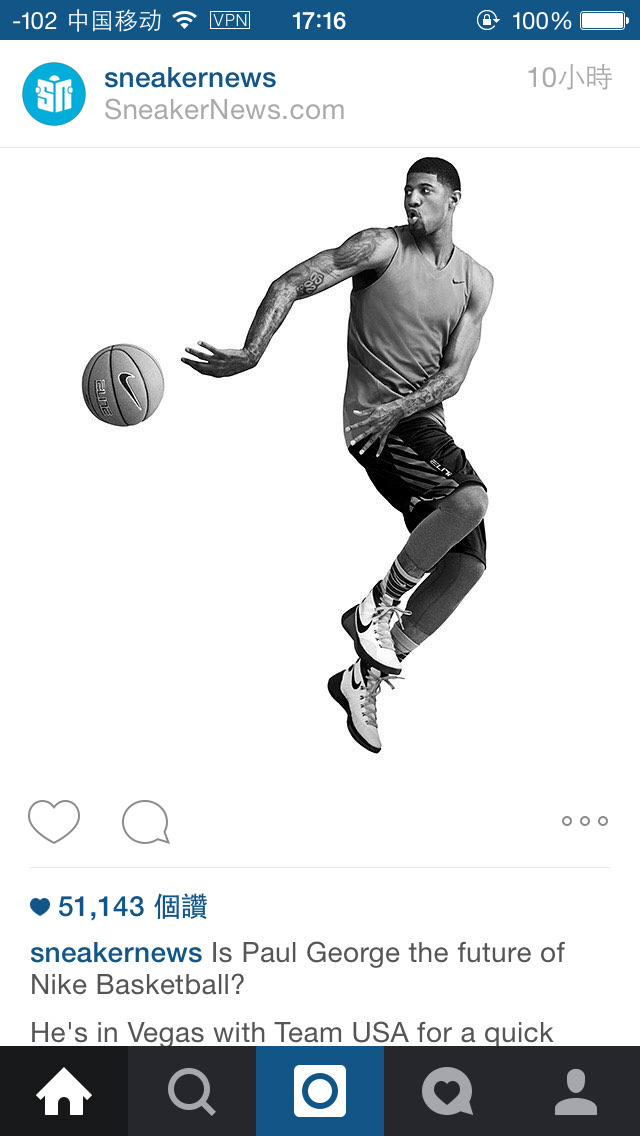 -102 中国移动 VPN 17:16 100%
sneakernews 10小時
SneakerNews.com
ELITE
ELITE
51,143 個讚
sneakernews Is Paul George the future of
Nike Basketball?
He's in Vegas with Team USA for a quick